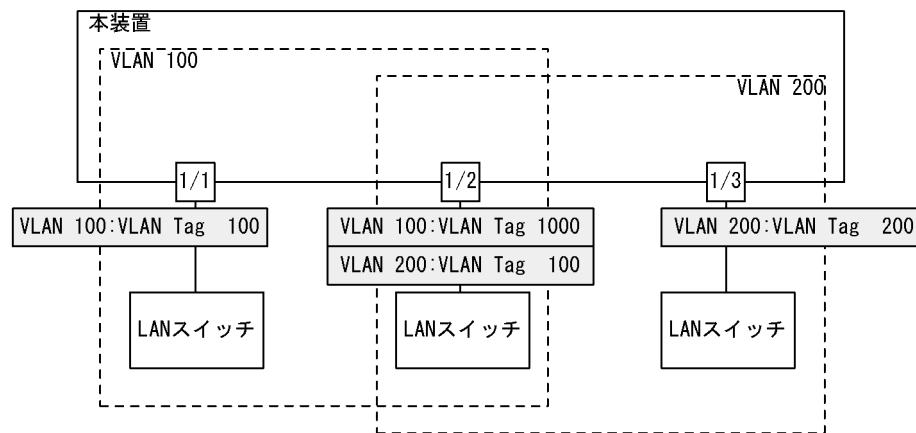 本装置
VLAN 100
VLAN 200
1/1
1/2
1/3
VLAN 100:VLAN Tag 100
VLAN 100:VLAN Tag 1000
VLAN 200:VLAN Tag 100
VLAN 200:VLAN Tag 200
LANスイッチ
LANスイッチ
LANスイッチ